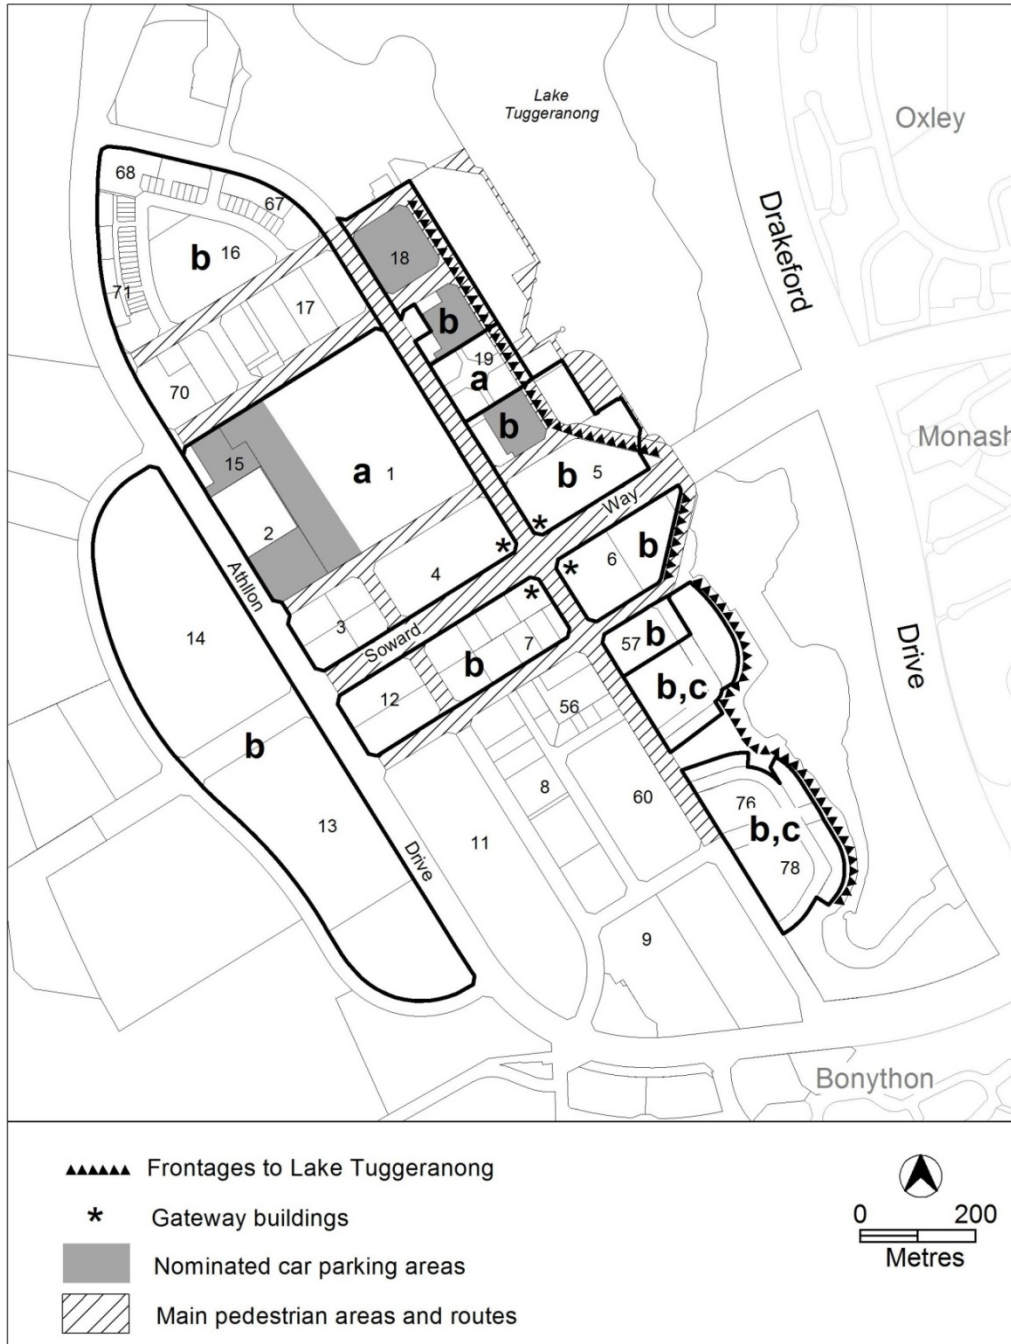 Lake
Tuggeranong
Oxley
Drakeford
68
67
b 16
71
18
17
b
19
a
70
b
Monash
15
a 1
b 5
Way
2
*
*
6
b
4
*
Athllon
*
14
3
Soward
7
57
b
b
b,c
12
56
b
Drive
8
60
76
13
11
b,c
Drive
78
9
Bonython
Frontages to Lake Tuggeranong
* Gateway buildings
0 200
Metres
Nominated car parking areas
Main pedestrian areas and routes